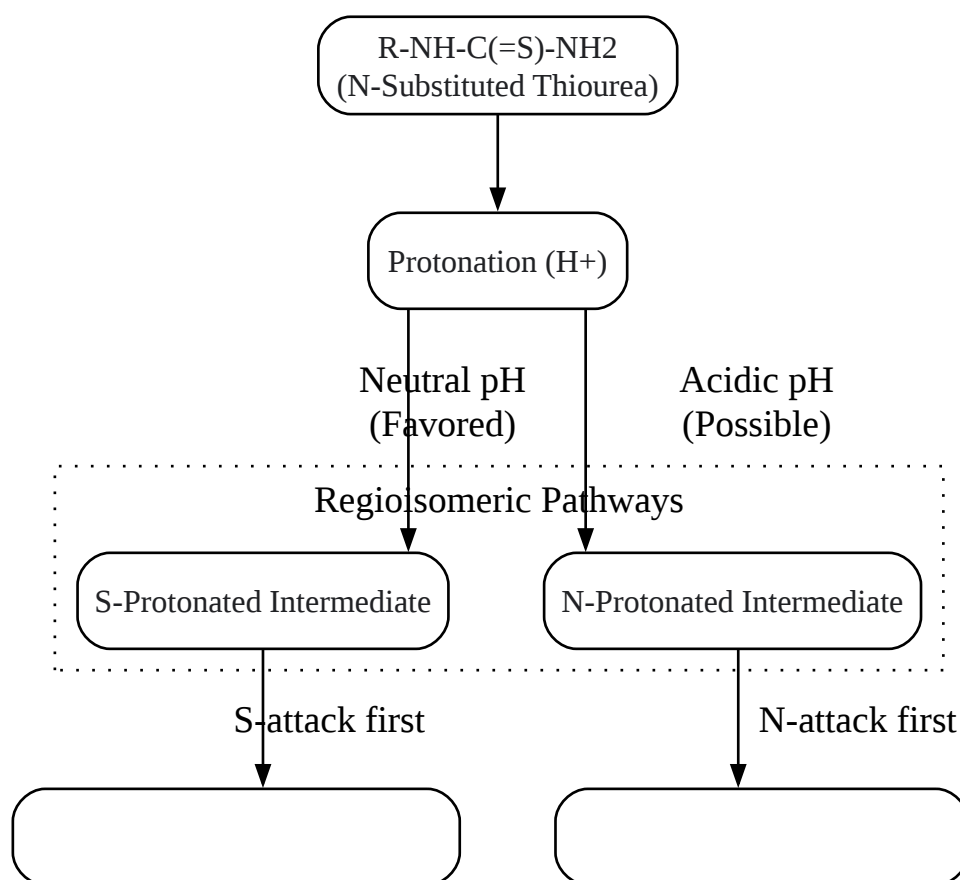 R-NH-C(=S)-NH2
(N-Substituted Thiourea)
Protonation (H+)
Neutral pH
(Favored)
Acidic pH
(Possible)
Regioisomeric Pathways
S-Protonated Intermediate
N-Protonated Intermediate
S-attack first
N-attack first